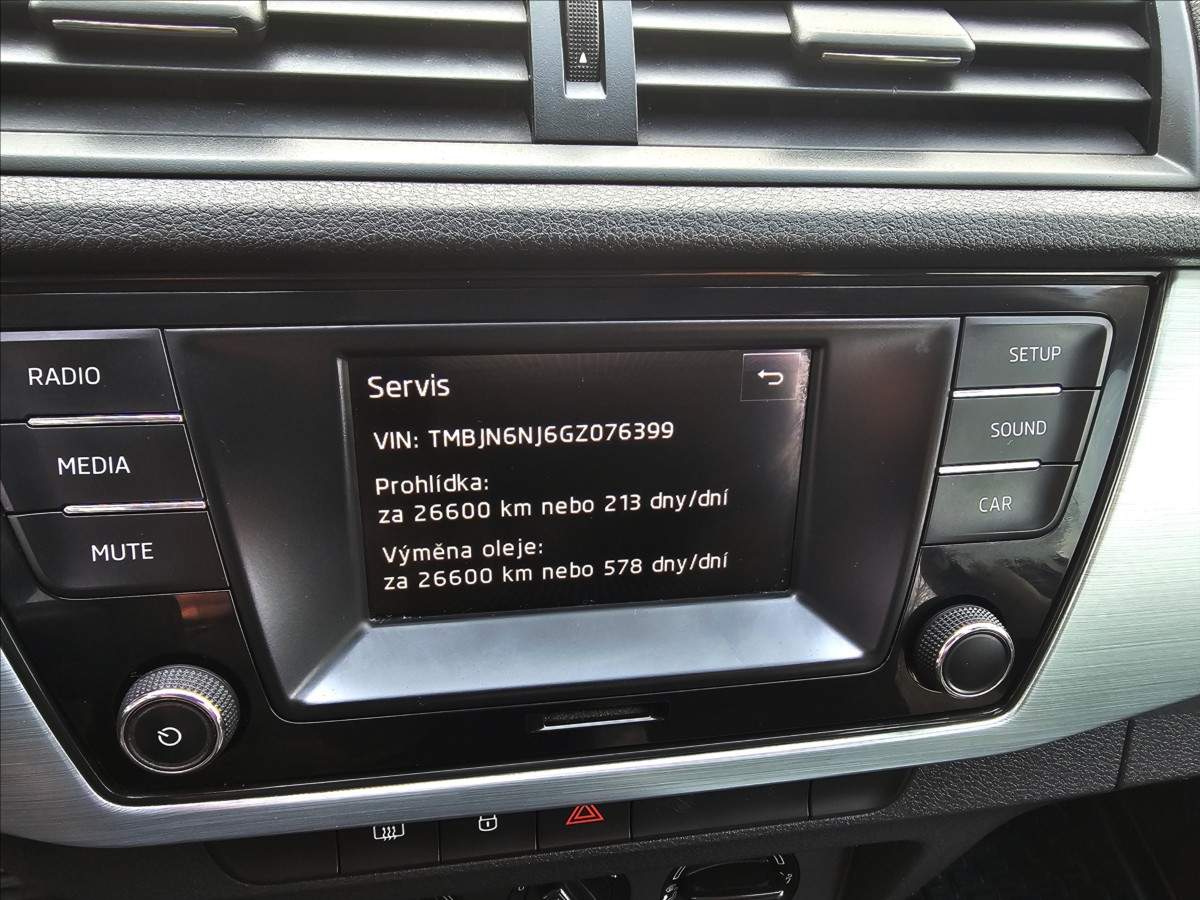 RADIO
MEDIA
MUTE
Servis
VIN: TMBJN6NJ6GZ076399
Prohlídka:
za 26600 km nebo 213 dny/dní
Výměna oleje:
za 26600 km nebo 578 dny/dní
SETUP
SOUND
CAR